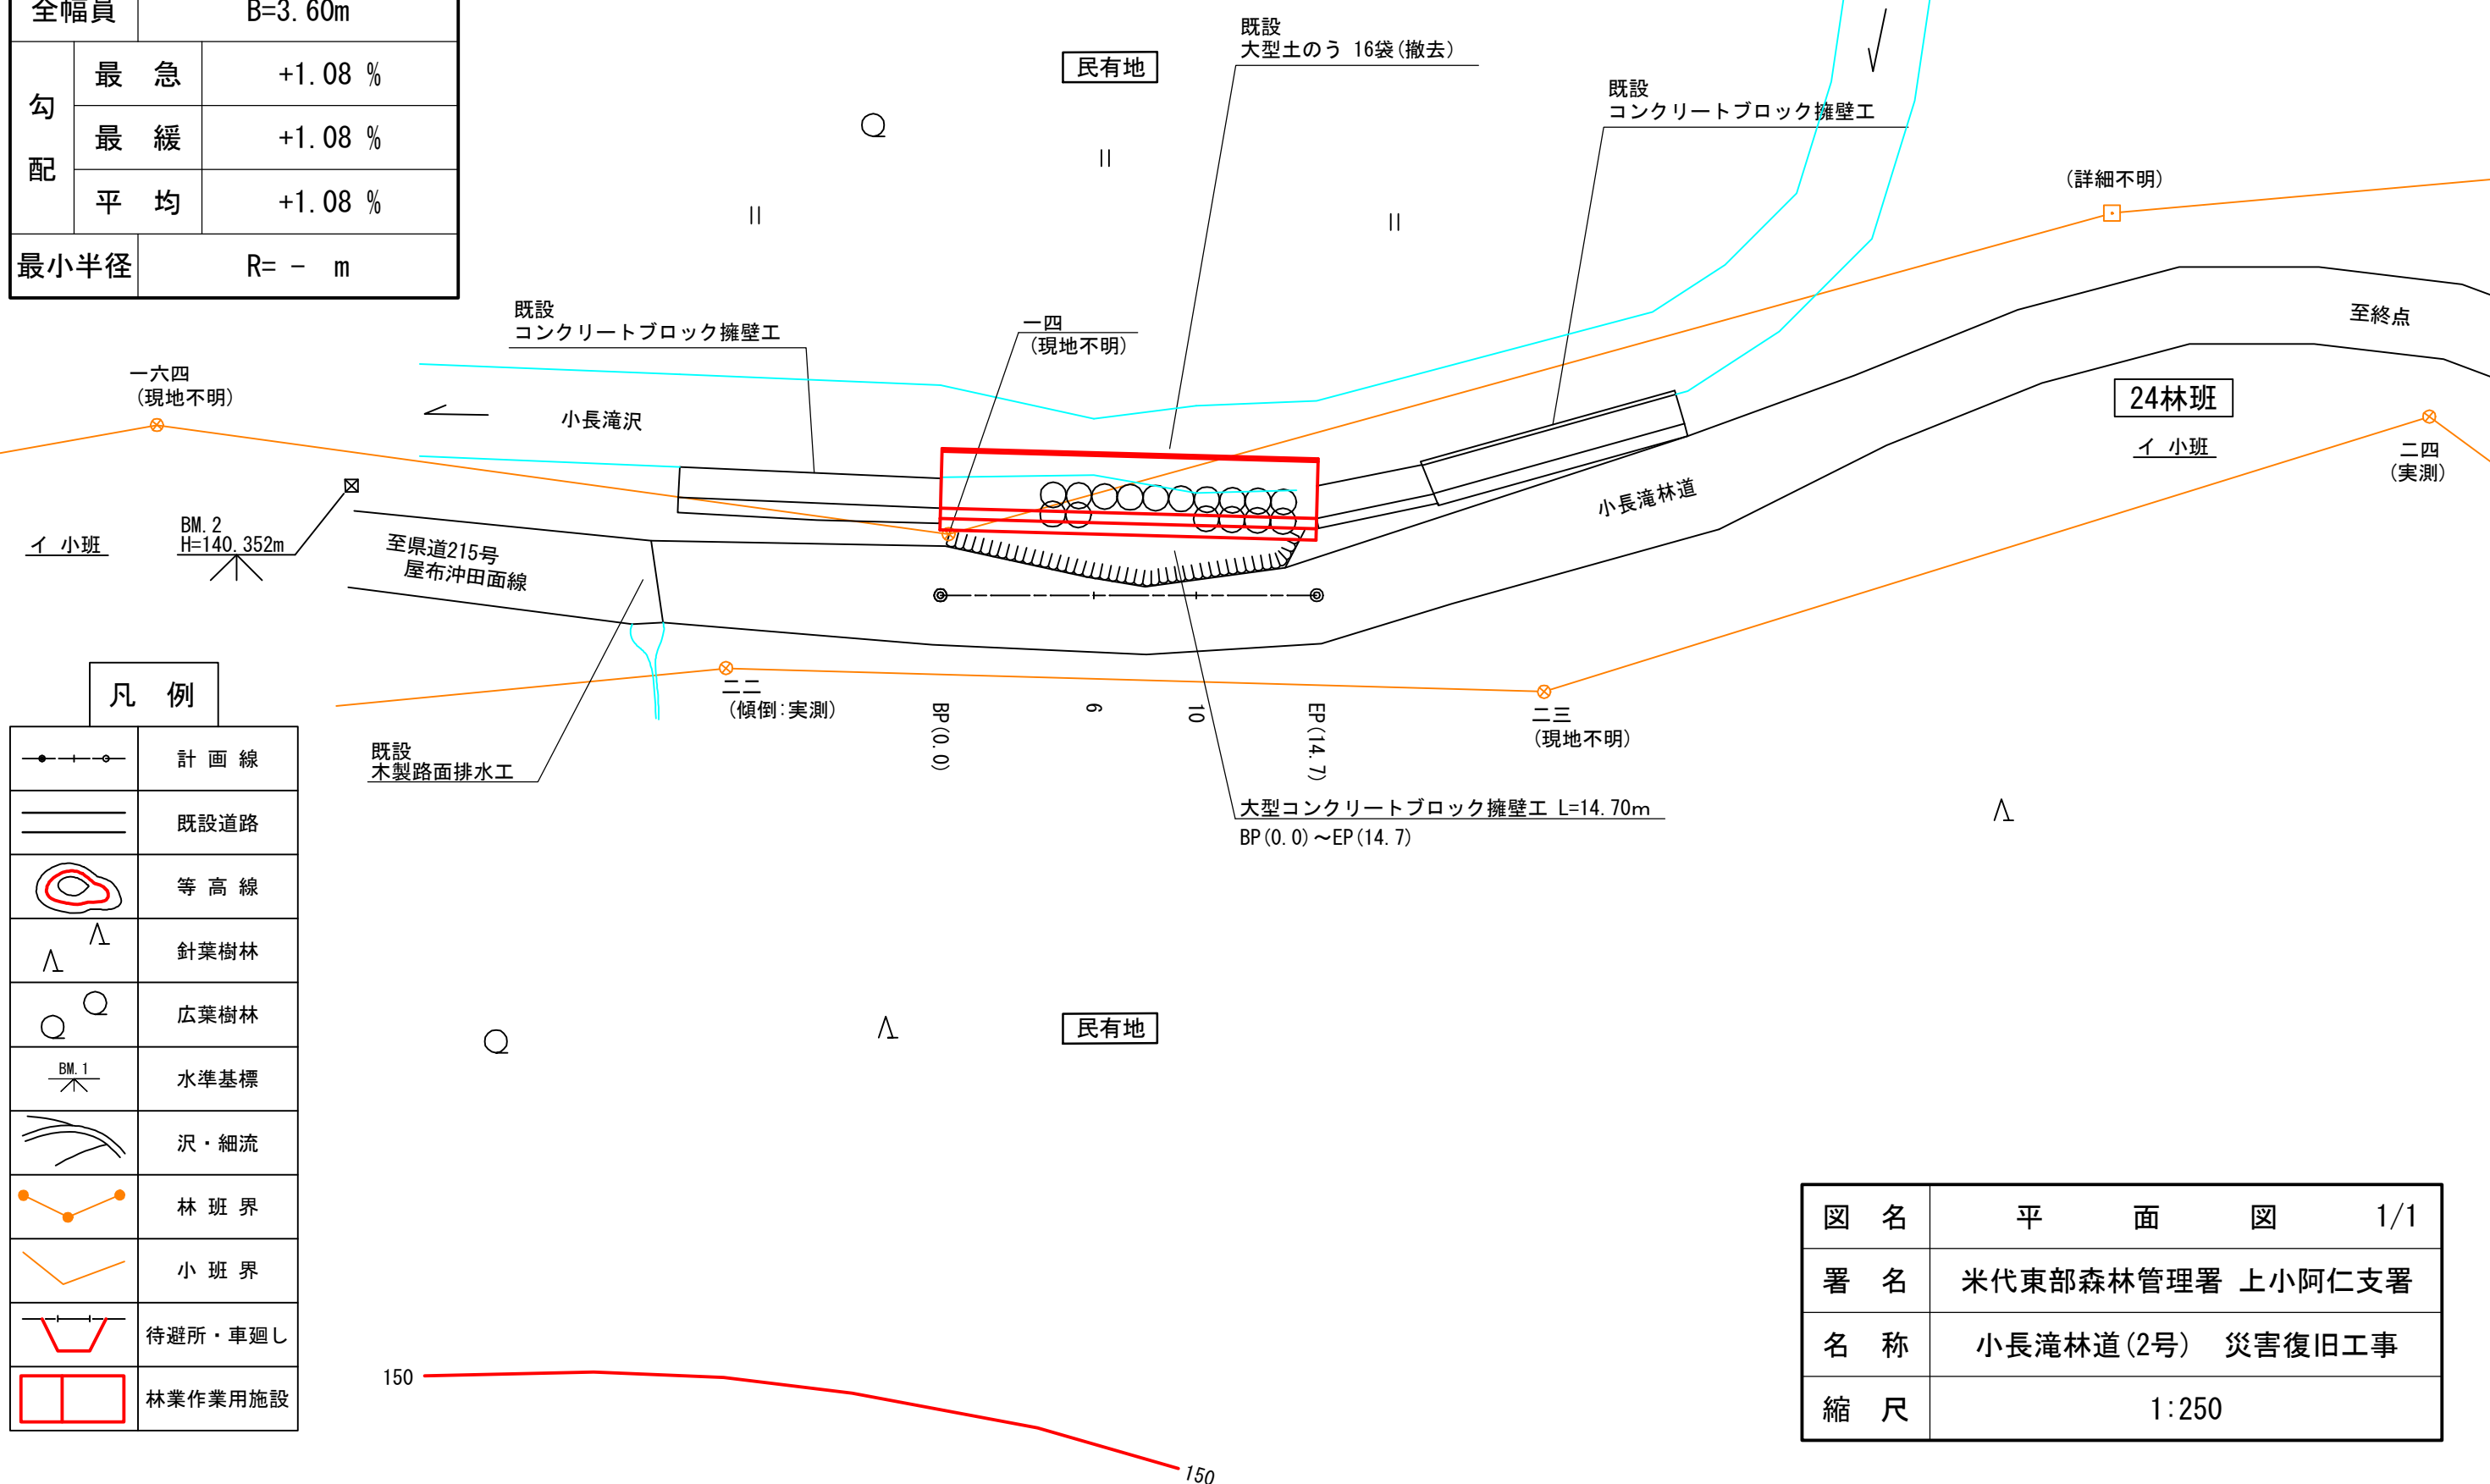 全幅員 B=3.60m
勾配
最 急 +1.08 %
最 緩 +1.08 %
平 均 +1.08 %
最小半径 R= − m
民有地
既設
大型土のう 16袋(撤去)
既設
コンクリートブロック擁壁工
(詳細不明)
既設
コンクリートブロック擁壁工
一四
(現地不明)
至終点
一六四
(現地不明)
小長滝沢
24林班
イ 小班
二四
(実測)
小長滝林道
BM.2
H=140.352m
イ 小班
至県道215号
屋布沖田面線
二二
(傾倒:実測)
BP(0.0)
6
10
EP(14.7)
二三
(現地不明)
既設
木製路面排水工
大型コンクリートブロック擁壁工 L=14.70m
BP(0.0)～EP(14.7)
凡 例
計 画 線
既設道路
等 高 線
針葉樹林
広葉樹林
BM.1
水準基標
沢・細流
林 班 界
小 班 界
待避所・車廻し
林業作業用施設
民有地
150
150
図 名 平 面 図 1/1
署 名 米代東部森林管理署 上小阿仁支署
名 称 小長滝林道(2号) 災害復旧工事
縮 尺 1:250